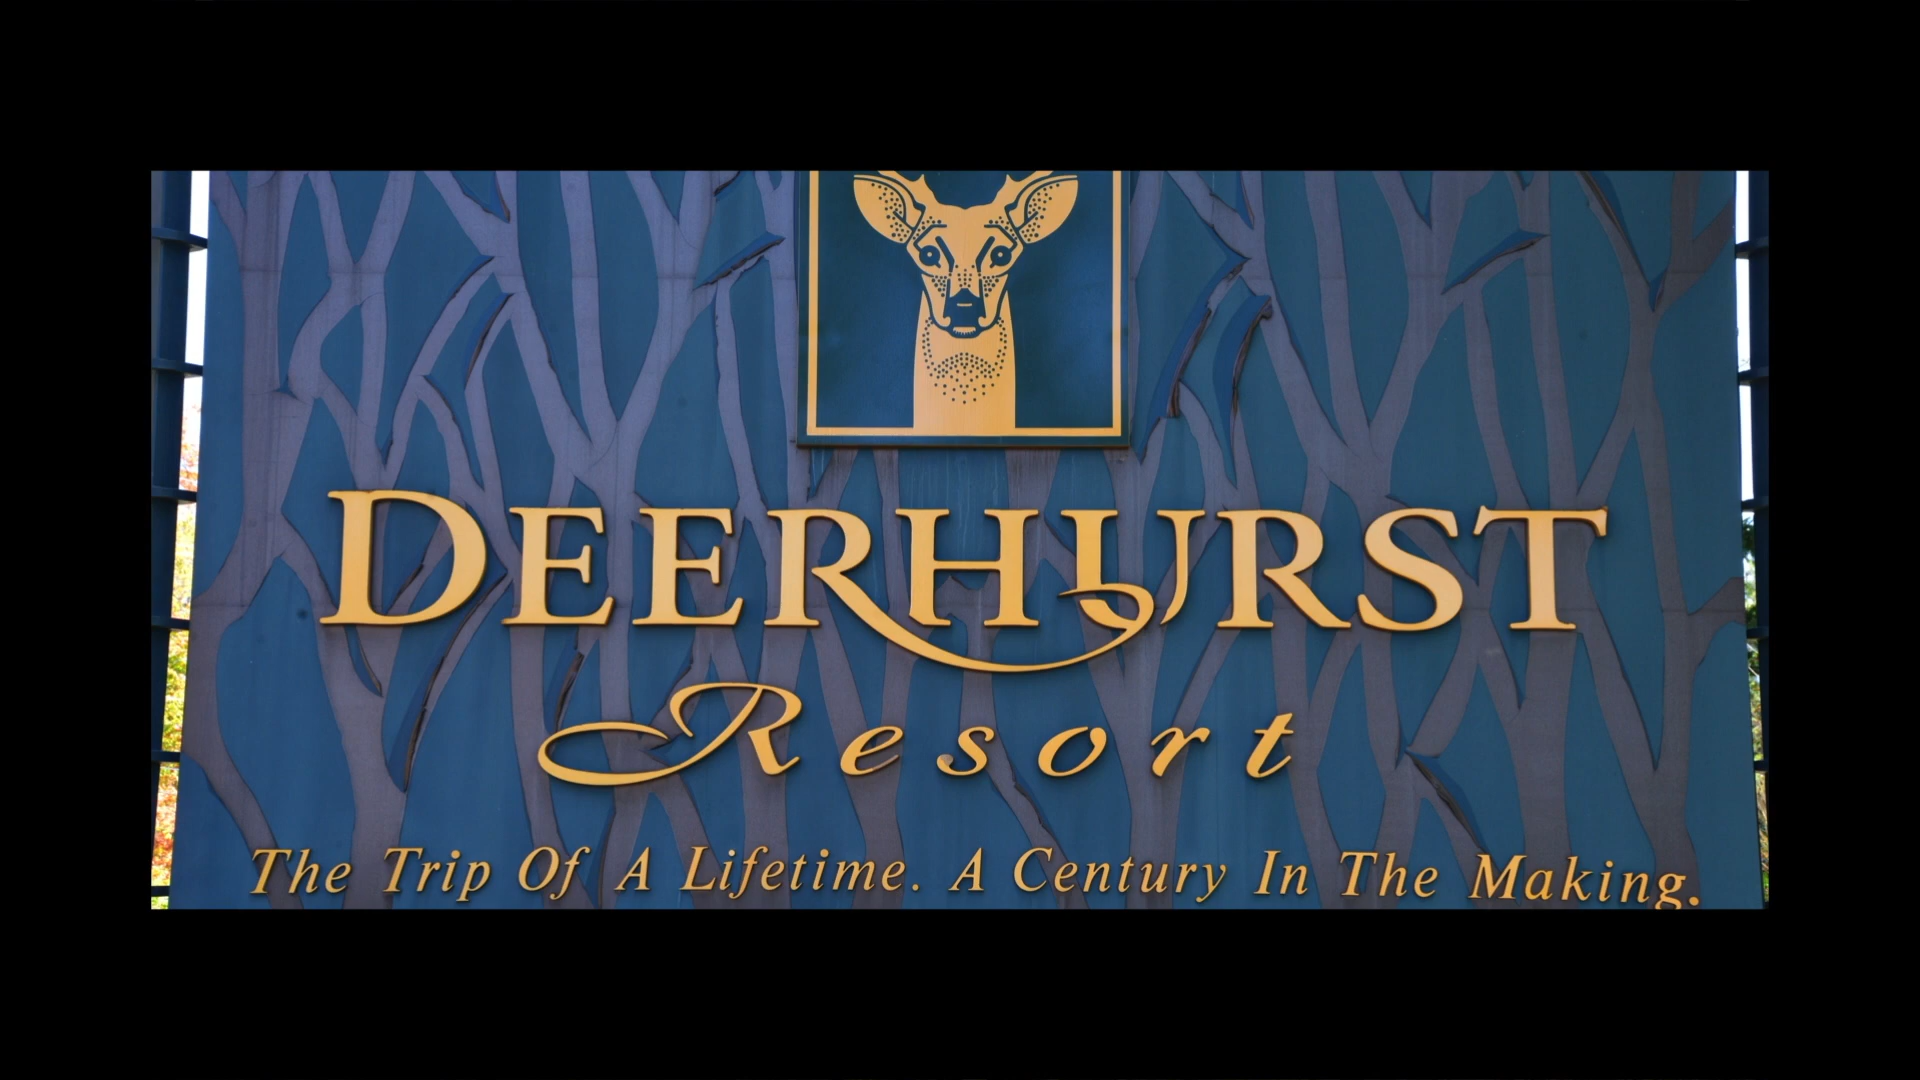 DEERHURST
Resort
The Trip Of A Lifetime. A Century In The Making.